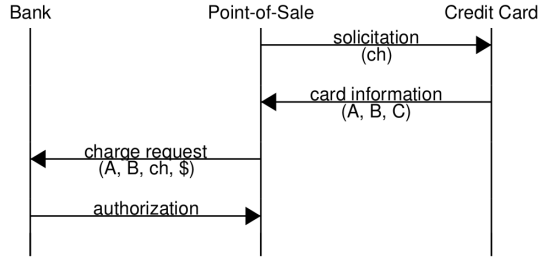 Bank Point-of-Sale Credit Card
solicitation
(ch)
card information
(A, B, C)
charge request
(A, B, ch, $)
authorization